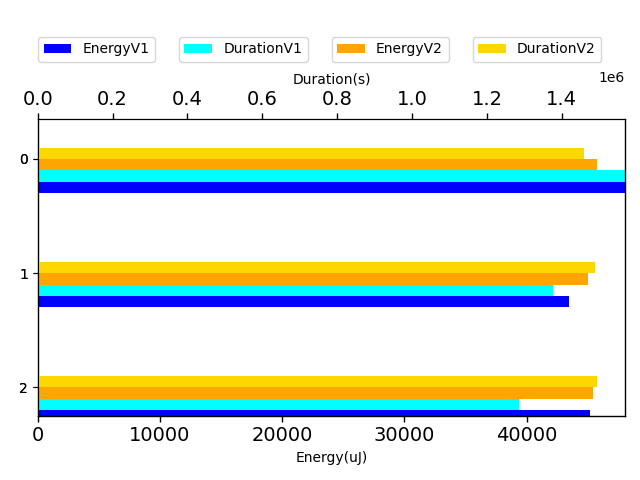 EnergyV1 DurationV1 EnergyV2 DurationV2
Duration(s)
1e6
0.0 0.2 0.4 0.6 0.8 1.0 1.2 1.4
0
1
2
0 10000 20000 30000 40000
Energy(uJ)